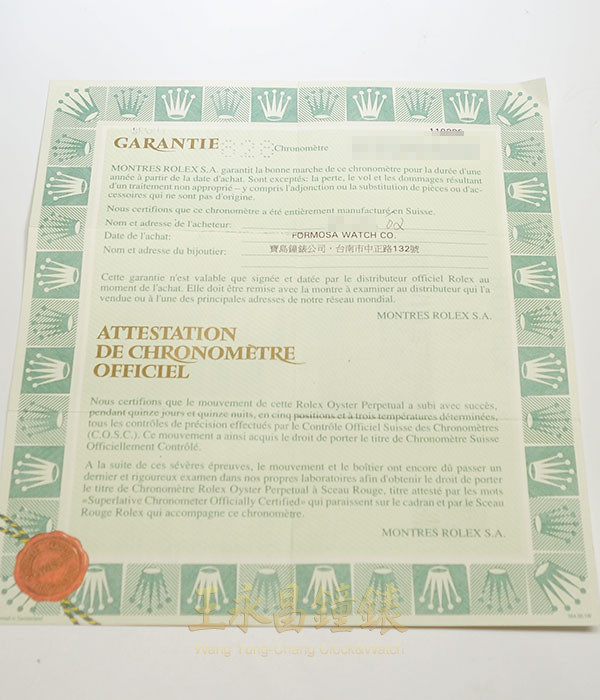 GARANTIE
Chronomètre
MONTRES ROLEX S.A. garantit la bonne marche de ce chronomètre pour la durée d'une
année à partir de la date d'achat. Sont exceptés: la perte, le vol et les dommages résultant
d'un traitement non approprié – y compris l'adjonction ou la substitution de pièces ou d'ac-
cessoires qui ne sont pas d'origine.
Nous certifions que ce chronomètre a été entièrement manufacturé en Suisse.
Nom et adresse de l'acheteur:
Date de l'achat: FORMOSA WATCH CO.
Nom et adresse du bijoutier: 寶島鐘錶公司・台南市中正路132號
Cette garantie n'est valable que signée et datée par le distributeur officiel Rolex au
moment de l'achat. Elle doit être remise avec la montre à examiner au distributeur qui l'a
vendue ou à l'une des principales adresses de notre réseau mondial.
MONTRES ROLEX S.A.
ATTESTATION
DE CHRONOMÈTRE
OFFICIEL
Nous certifions que le mouvement de cette Rolex Oyster Perpetual a subi avec succès,
pendant quinze jours et quinze nuits, en cinq positions et à trois températures déterminées,
tous les contrôles de précision effectués par le Contrôle Officiel Suisse des Chronomètres
(C.O.S.C.). Ce mouvement a ainsi acquis le droit de porter le titre de Chronomètre Suisse
Officiellement Contrôlé.
A la suite de ces sévères épreuves, le mouvement et le boîtier ont encore dû passer un
dernier et rigoureux examen dans nos propres laboratoires afin d'obtenir le droit de porter
le titre de Chronomètre Rolex Oyster Perpetual à Sceau Rouge, titre attesté par les mots
«Superlative Chronometer Officially Certified» qui paraissent sur le cadran et par le Sceau
Rouge Rolex qui accompagne ce chronomètre.
MONTRES ROLEX S.A.
王永昌鐘錶
Wang Yung-Chang Clock&Watch